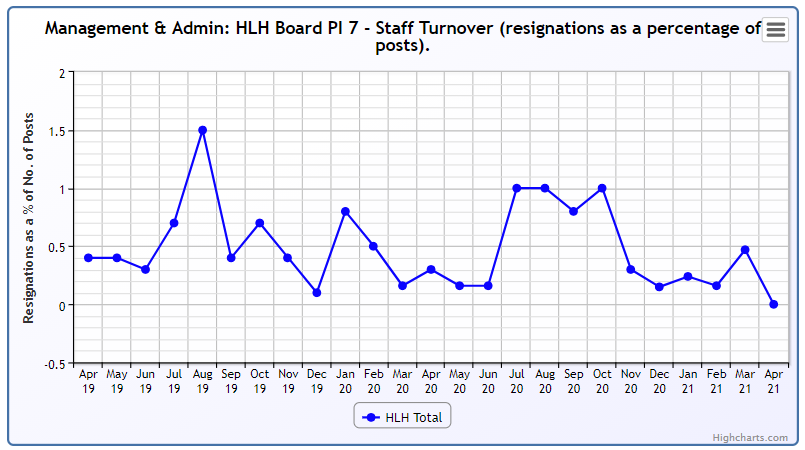 Management & Admin: HLH Board PI 7 - Staff Turnover (resignations as a percentage of
posts).
Resignations as a % of No. of Posts
2
1.5
1
0.5
0
-0.5
Apr May Jun Jul Aug Sep Oct Nov Dec Jan Feb Mar Apr May Jun Jul Aug Sep Oct Nov Dec Jan Feb Mar Apr
19 19 19 19 19 19 19 19 19 20 20 20 20 20 20 20 20 20 20 20 20 21 21 21 21
HLH Total
Highcharts.com